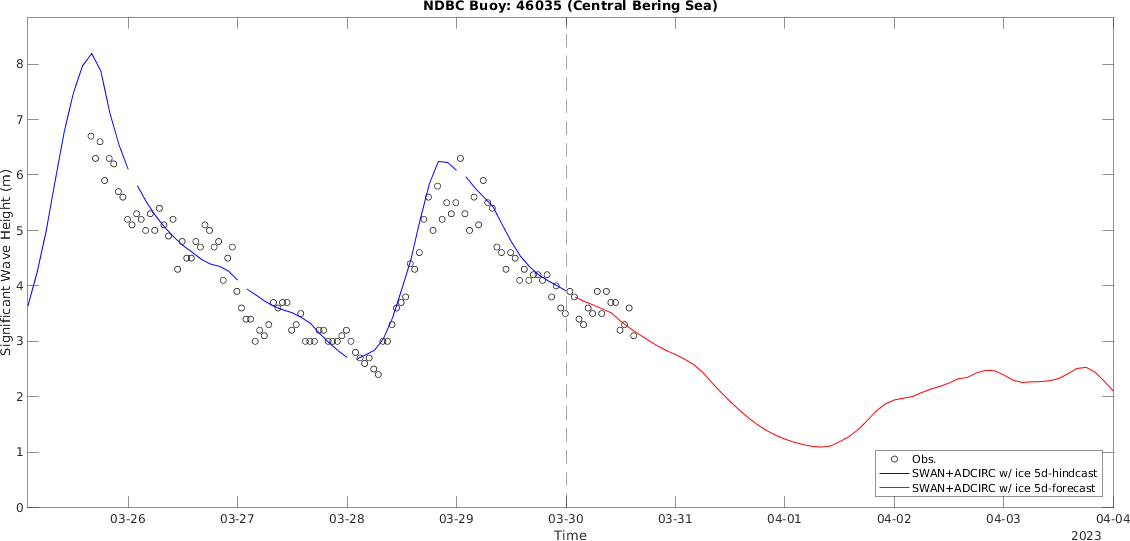 NDBC Buoy: 46035 (Central Bering Sea)
Significant Wave Height (m)
8
7
6
5
4
3
2
1
0
Obs.
SWAN+ADCIRC w/ ice 5d-hindcast
SWAN+ADCIRC w/ ice 5d-forecast
03-26 03-27 03-28 03-29 03-30 03-31 04-01 04-02 04-03 04-04
Time
2023